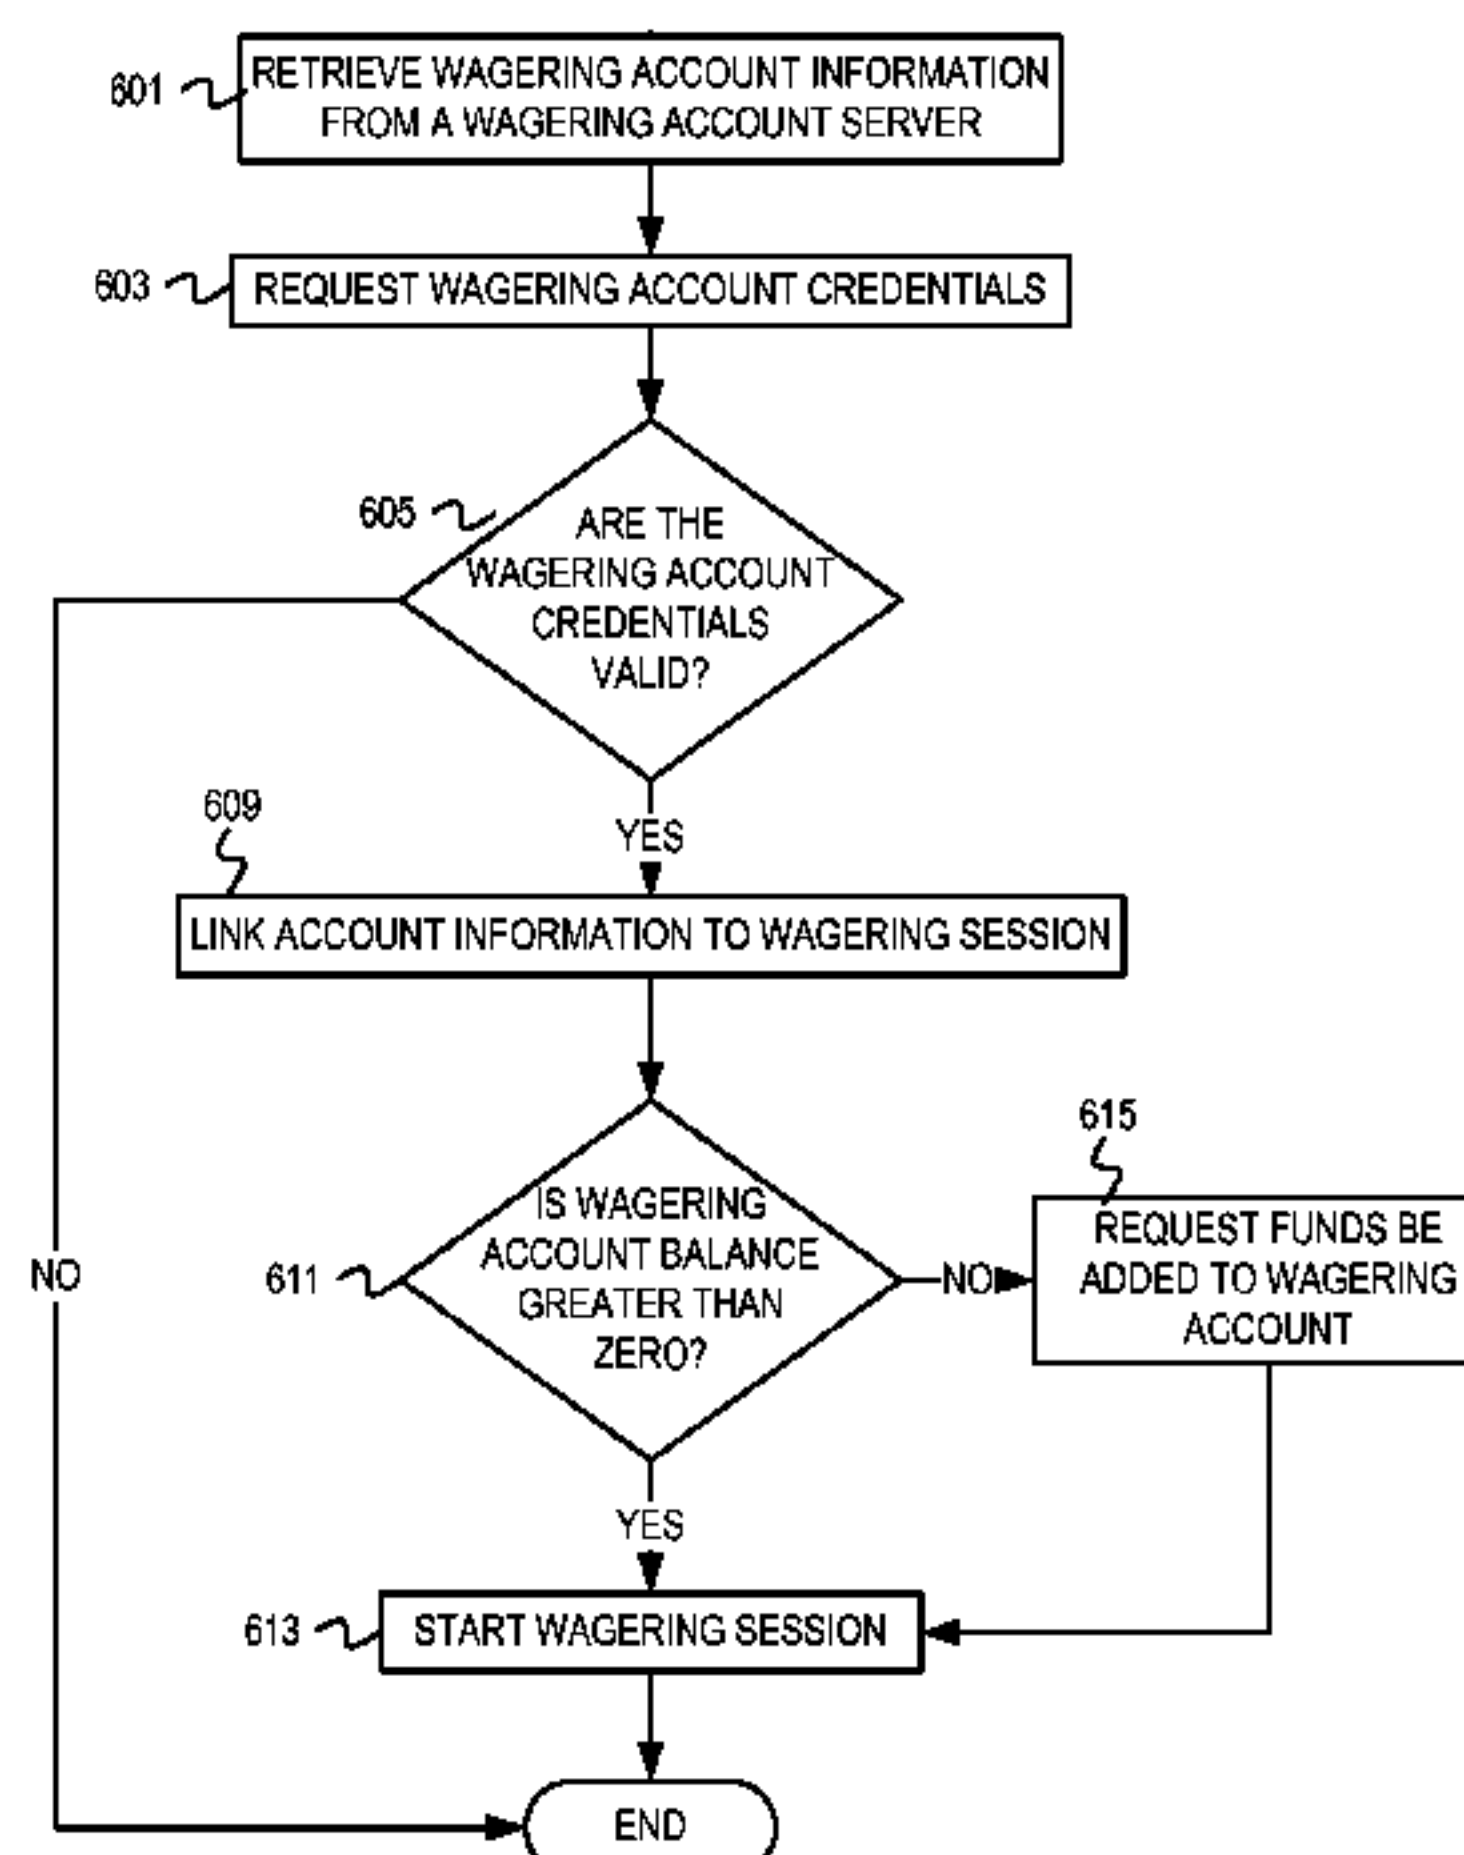 601
RETRIEVE WAGERING ACCOUNT INFORMATION
FROM A WAGERING ACCOUNT SERVER
603
REQUEST WAGERING ACCOUNT CREDENTIALS
605
ARE THE
WAGERING ACCOUNT
CREDENTIALS
VALID?
YES
609
LINK ACCOUNT INFORMATION TO WAGERING SESSION
NO
611
IS WAGERING
ACCOUNT BALANCE
GREATER THAN
ZERO?
NO
615
REQUEST FUNDS BE
ADDED TO WAGERING
ACCOUNT
YES
613
START WAGERING SESSION
END